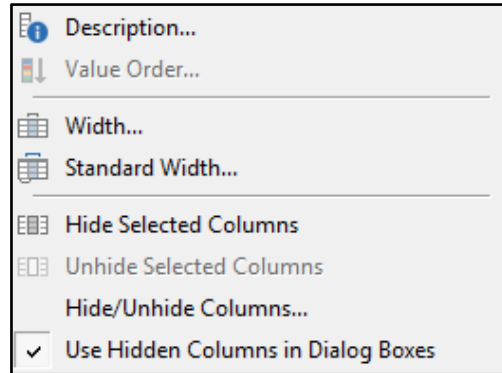 Description...
Value Order...
Width...
Standard Width...
Hide Selected Columns
Unhide Selected Columns
Hide/Unhide Columns...
Use Hidden Columns in Dialog Boxes